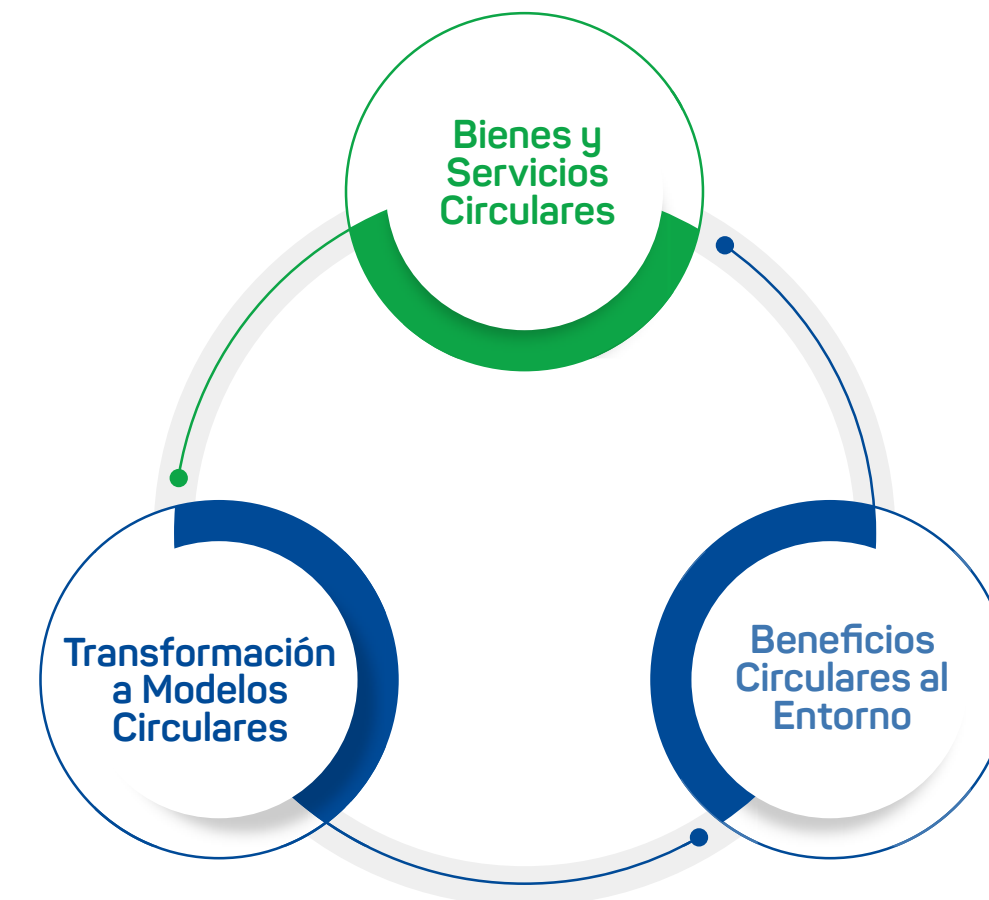 Bienes y
Servicios
Circulares
Transformación
a Modelos
Circulares
Beneficios
Circulares al
Entorno